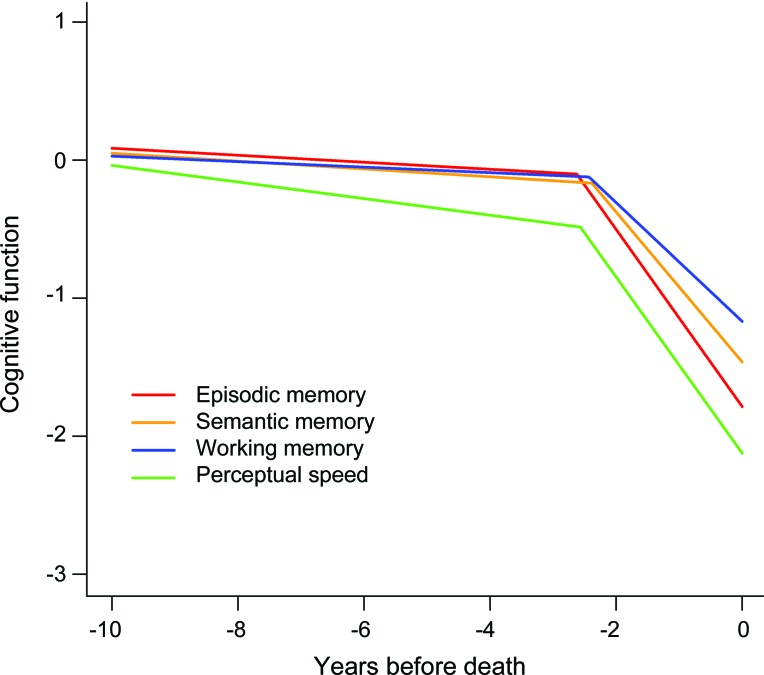 1
0
-1
-2
-3
Cognitive function
Episodic memory
Semantic memory
Working memory
Perceptual speed
-10 -8 -6 -4 -2 0
Years before death